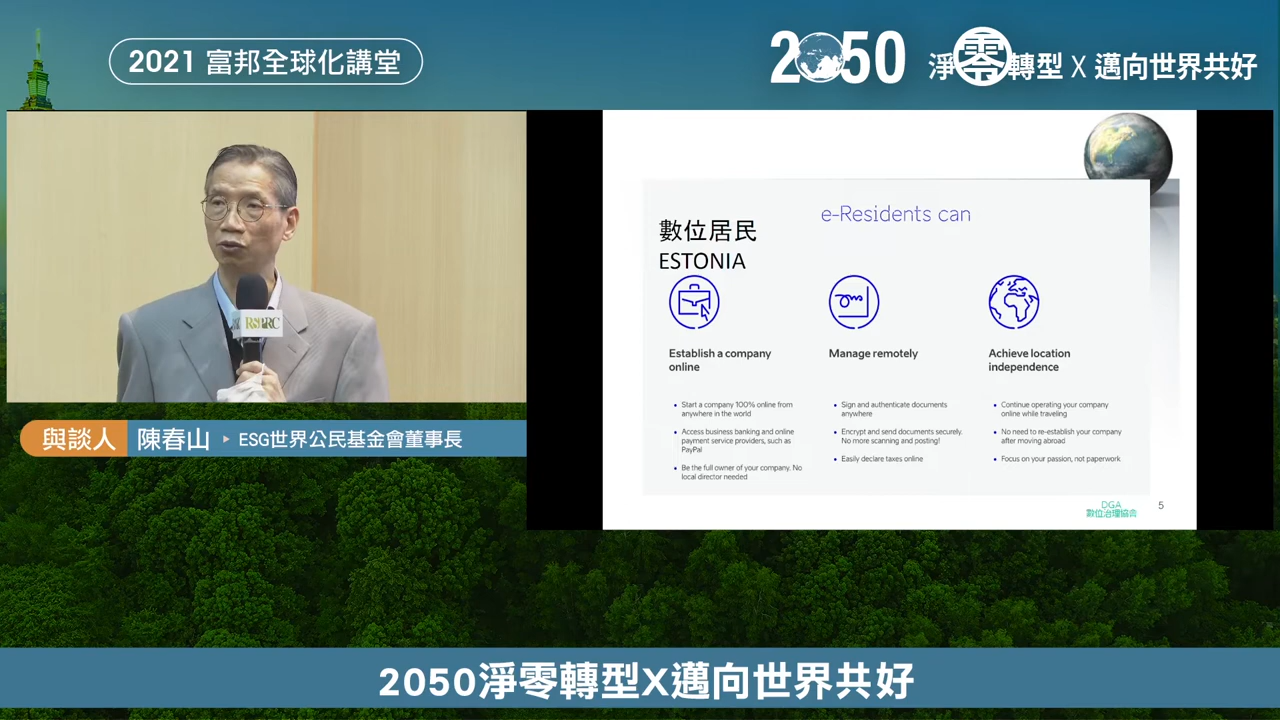 2021 富邦全球化講堂
2050 淨零轉型 X 邁向世界共好
RSPRC
與談人 陳春山 ▸ ESG世界公民基金會董事長
e-Residents can
數位居民
ESTONIA
Establish a company
online
Start a company 100% online from
anywhere in the world
Access business banking and online
payment service providers, such as
PayPal
Be the full owner of your company. No
local director needed
Manage remotely
Sign and authenticate documents
anywhere
Encrypt and send documents securely.
No more scanning and posting!
Easily declare taxes online
Achieve location
independence
Continue operating your company
online while traveling
No need to re-establish your company
after moving abroad
Focus on your passion, not paperwork
DGA
數位治理協會
5
2050淨零轉型X邁向世界共好